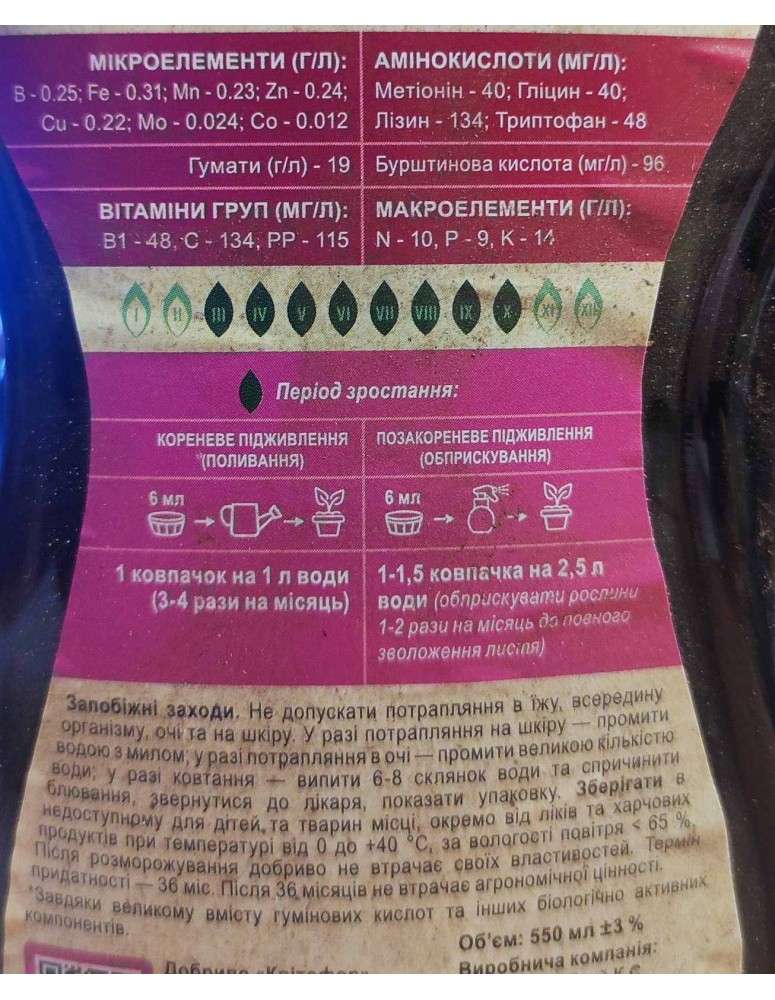 МІКРОЕЛЕМЕНТИ (Г/Л):
B - 0.25; Fe - 0.31; Mn - 0.23; Zn - 0.24;
Cu - 0.22; Mo - 0.024; Co - 0.012
АМІНОКИСЛОТИ (МГ/Л):
Метіонін - 40; Гліцин - 40;
Лізин - 134; Триптофан - 48
Гумати (г/л) - 19
Бурштинова кислота (мг/л) - 96
ВІТАМІНИ ГРУП (МГ/Л):
B1 - 48, C - 134, PP - 115
МАКРОЕЛЕМЕНТИ (Г/Л):
N - 10, P - 9, K - 14
I II III IV V VI VII VIII IX X XI XII
Період зростання:
КОРЕНЕВЕ ПІДЖИВЛЕННЯ
(ПОЛИВАННЯ)
ПОЗАКОРЕНЕВЕ ПІДЖИВЛЕННЯ
(ОБПРИСКУВАННЯ)
6 мл
6 мл
1 ковпачок на 1 л води
(3-4 рази на місяць)
1-1,5 ковпачка на 2,5 л
води (обприскувати рослини
1-2 рази на місяць до повного
зволоження листя)
Запобіжні заходи. Не допускати потрапляння в їжу, всередину
організму, очі та на шкіру. У разі потрапляння на шкіру — промити
водою з милом; у разі потрапляння в очі — промити великою кількістю
води; у разі ковтання — випити 6-8 склянок води та спричинити
блювання, звернутися до лікаря, показати упаковку. Зберігати в
недоступному для дітей та тварин місці, окремо від ліків та харчових
продуктів при температурі від 0 до +40 °С, за вологості повітря < 65 %.
Після розморожування добриво не втрачає своїх властивостей. Термін
придатності — 36 міс. Після 36 місяців не втрачає агрономічної цінності.
*Завдяки великому вмісту гумінових кислот та інших біологічно активних
компонентів.
Об'єм: 550 мл ±3 %
Виробнича компанія:
Добриво «Квітофор»